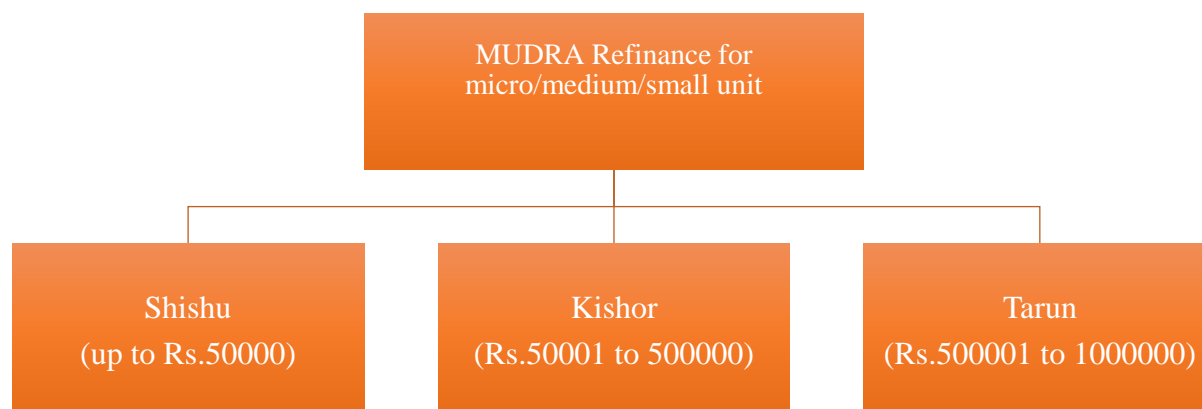 MUDRA Refinance for
micro/medium/small unit
Shishu
(up to Rs.50000)
Kishor
(Rs.50001 to 500000)
Tarun
(Rs.500001 to 1000000)